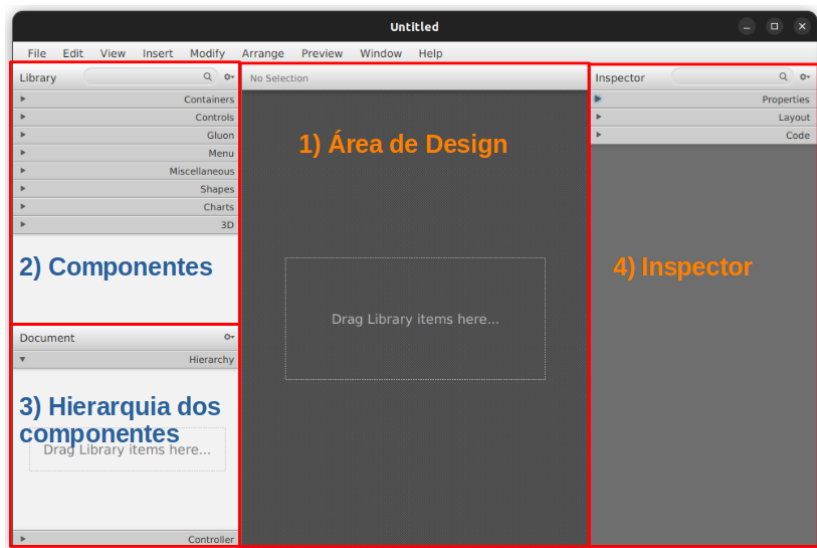 Untitled
File Edit View Insert Modify Arrange Preview Window Help
Library
Containers
Controls
Gluon
Menu
Miscellaneous
Shapes
Charts
3D
2) Componentes
Document
Hierarchy
3) Hierarquia dos
componentes
Drag Library items here...
Controller
No Selection
1) Área de Design
Drag Library items here...
Inspector
Properties
Layout
Code
4) Inspector